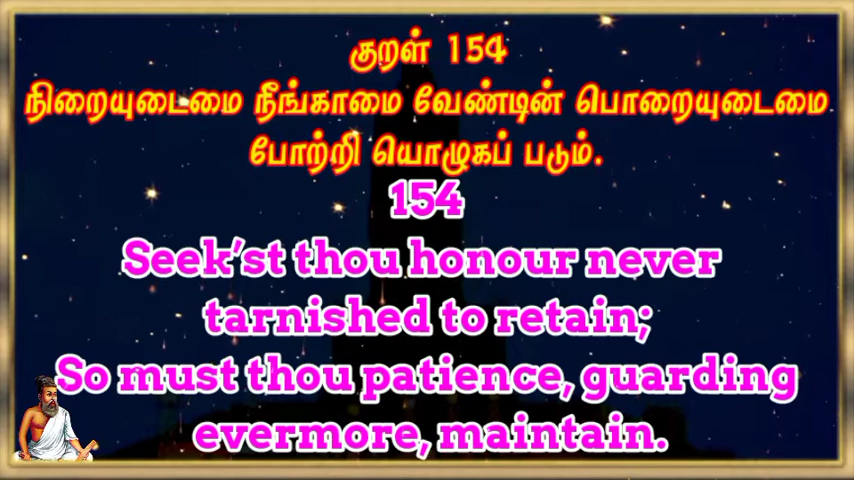 குறள் 154
நிறையுடைமை நீங்காமை வேண்டின் பொறையுடைமை
போற்றி யொழுகப் படும்.
154
Seek’st thou honour never
tarnished to retain;
So must thou patience, guarding
evermore, maintain.